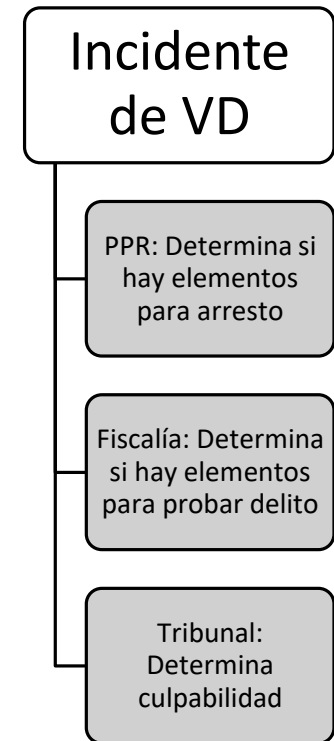 Incidente
de VD
PPR: Determina si
hay elementos
para arresto
Fiscalía: Determina
si hay elementos
para probar delito
Tribunal:
Determina
culpabilidad